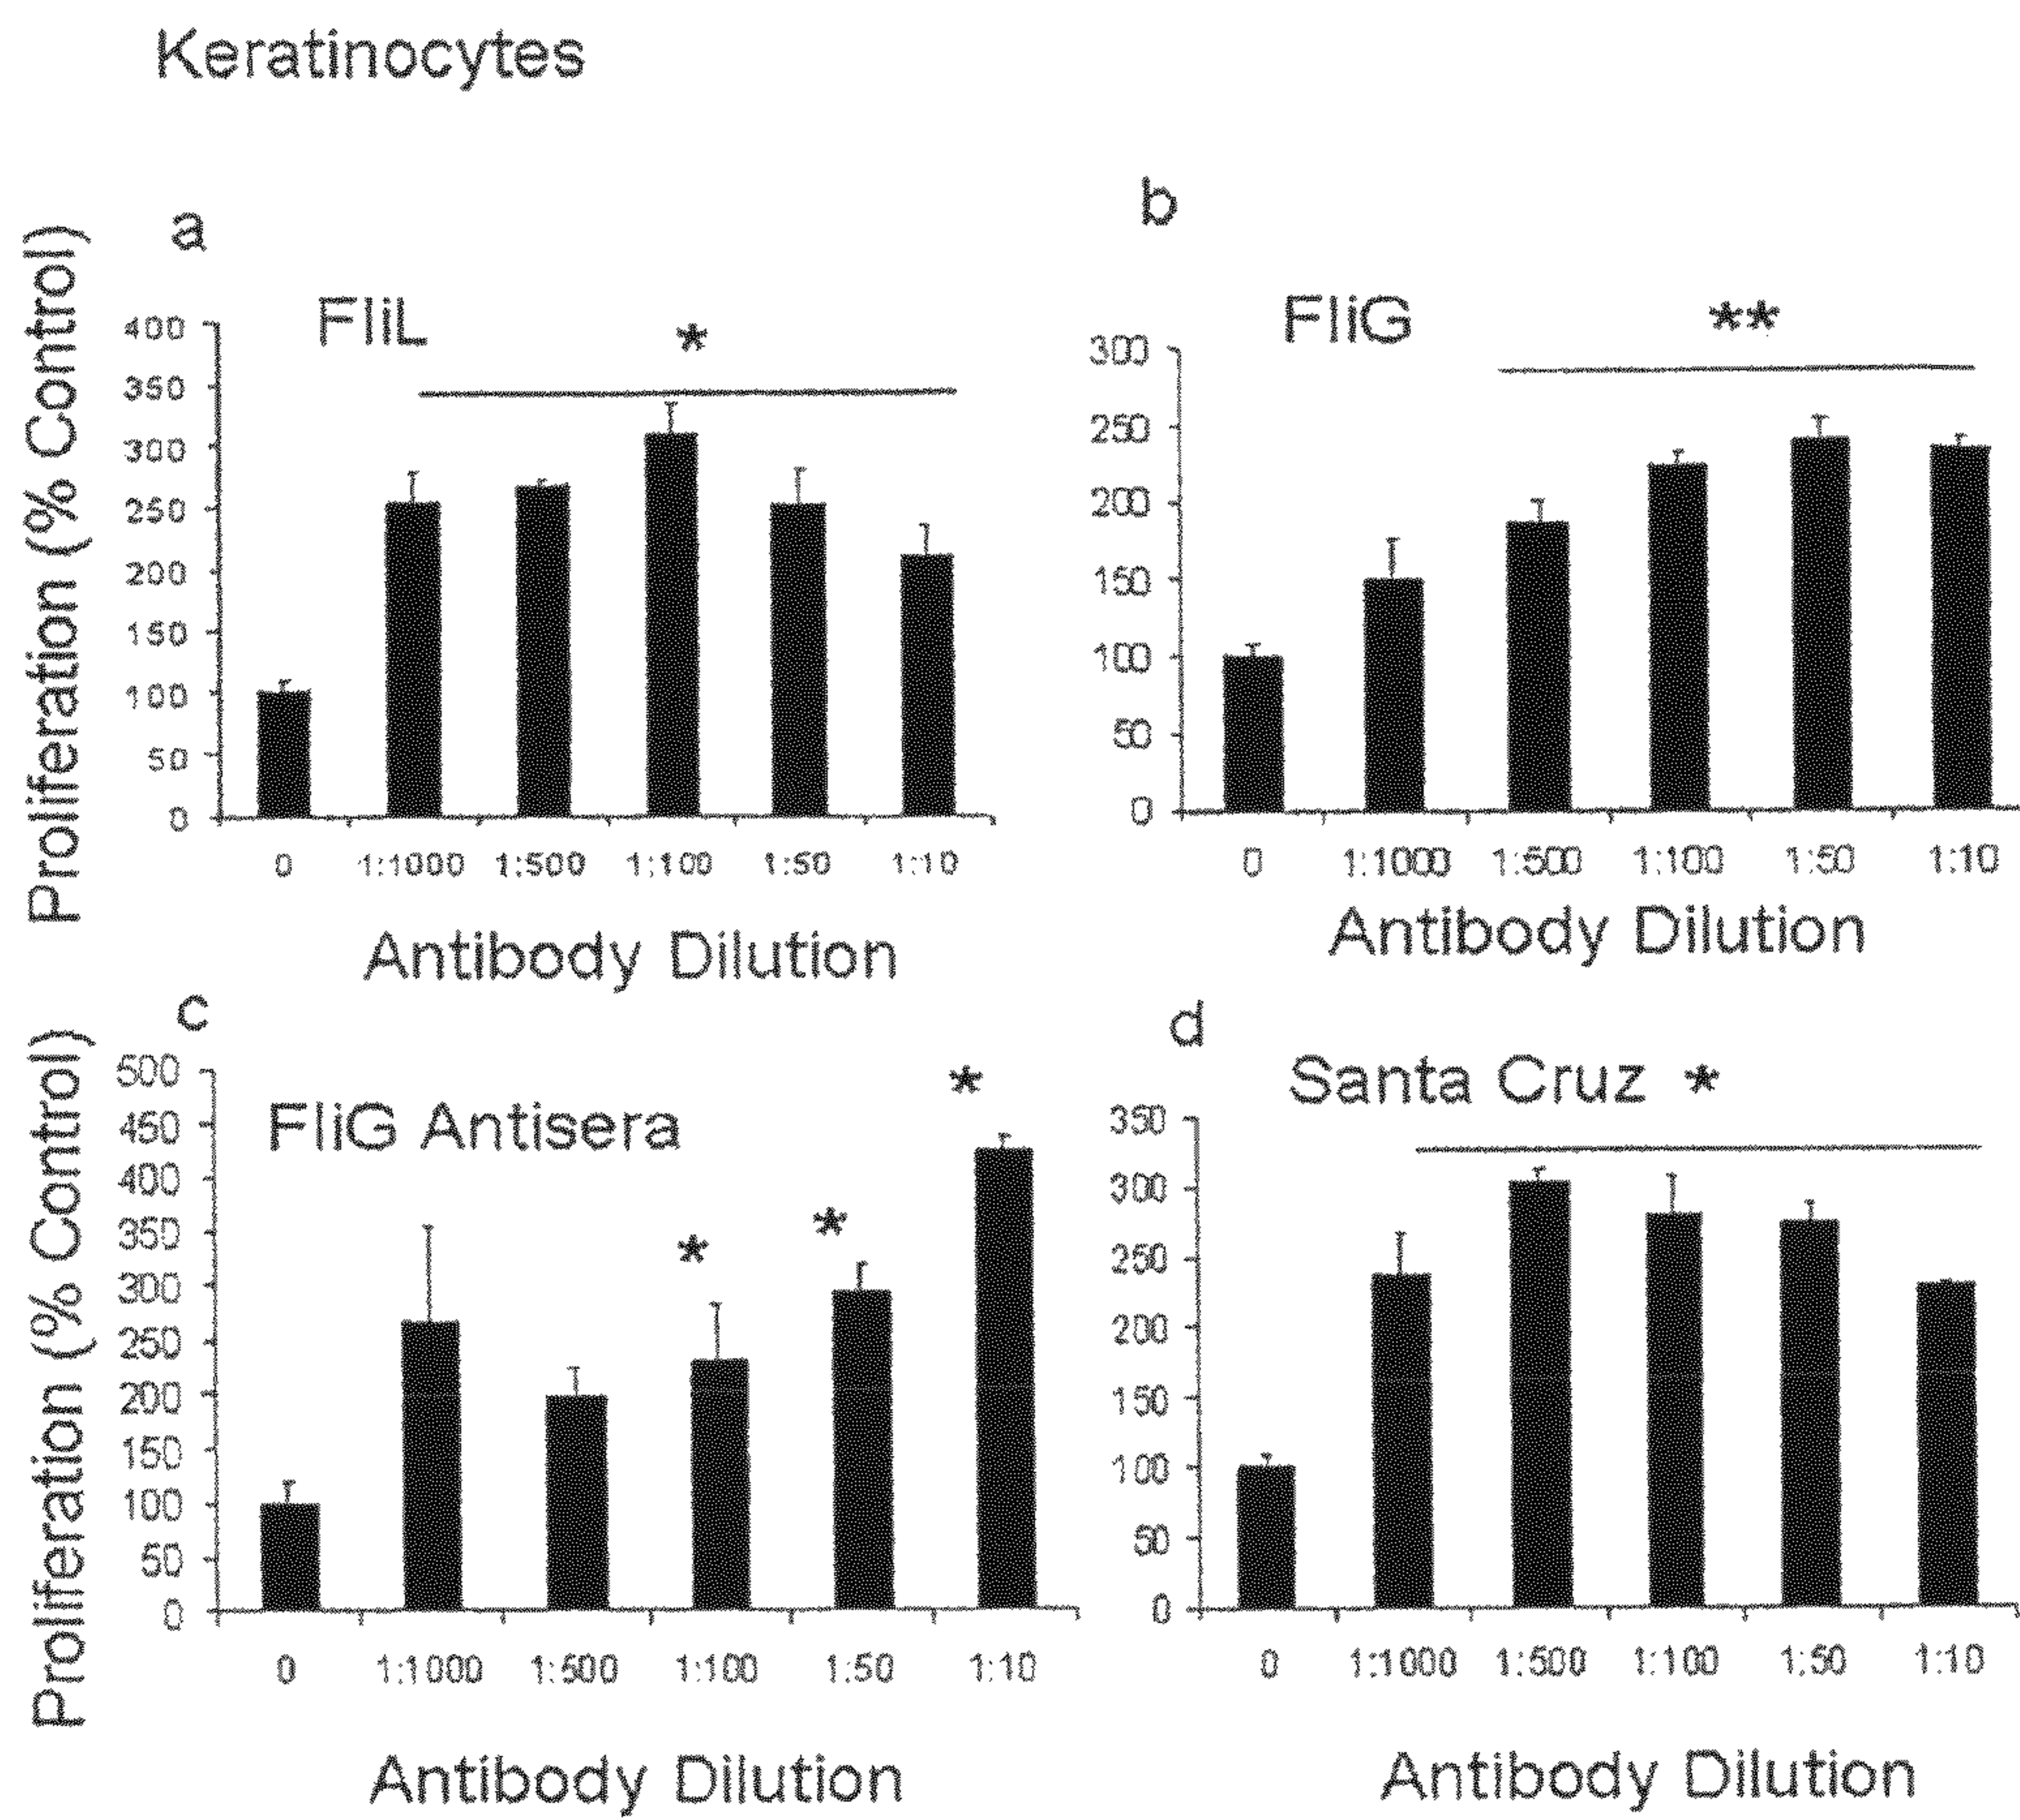 Keratinocytes
a
FliL
*
Proliferation (% Control)
400
350
300
250
200
150
100
50
0
0 1:1000 1:500 1:100 1:50 1:10
Antibody Dilution
b
FliG
**
300
250
200
150
100
50
0
0 1:1000 1:500 1:100 1:50 1:10
Antibody Dilution
c
FliG Antisera
* * *
Proliferation (% Control)
500
450
400
350
300
250
200
150
100
50
0
0 1:1000 1:500 1:100 1:50 1:10
Antibody Dilution
d
Santa Cruz *
350
300
250
200
150
100
50
0
0 1:1000 1:500 1:100 1:50 1:10
Antibody Dilution